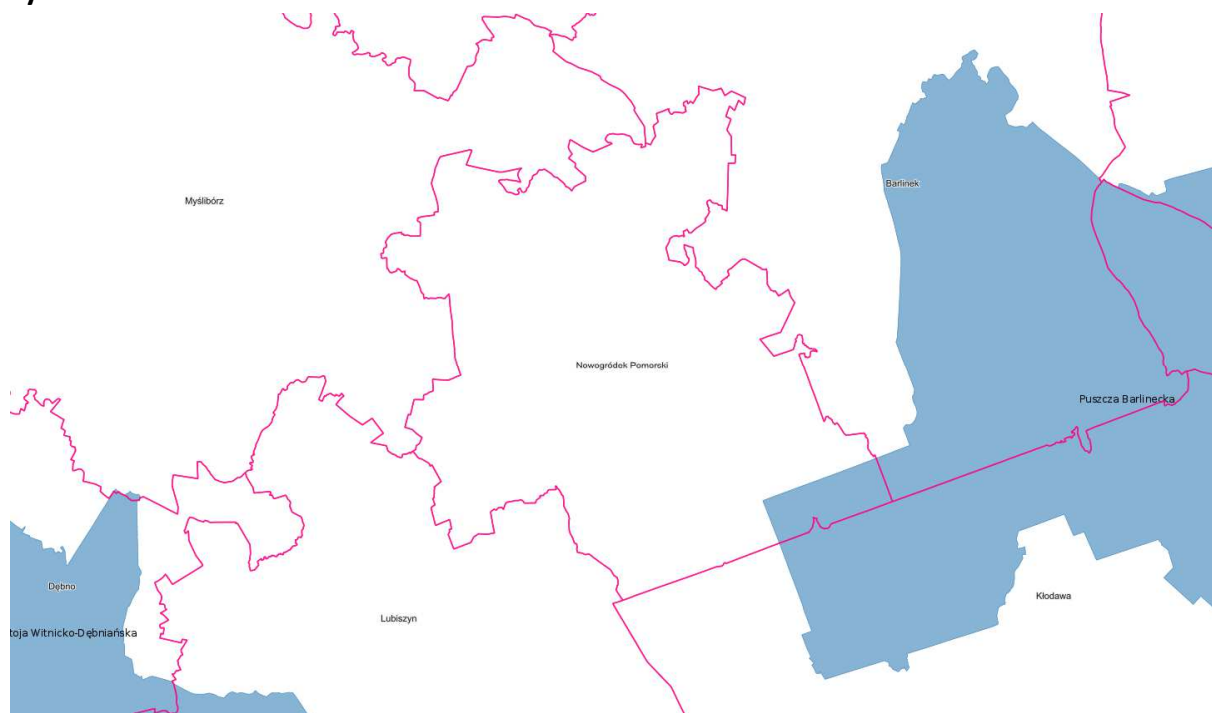 Barlinek
Myślibórz
Nowogródek Pomorski
Puszcza Barlinecka
Dębno
Kłodawa
Lubiszyn
toja Witnicko-Dębniańska